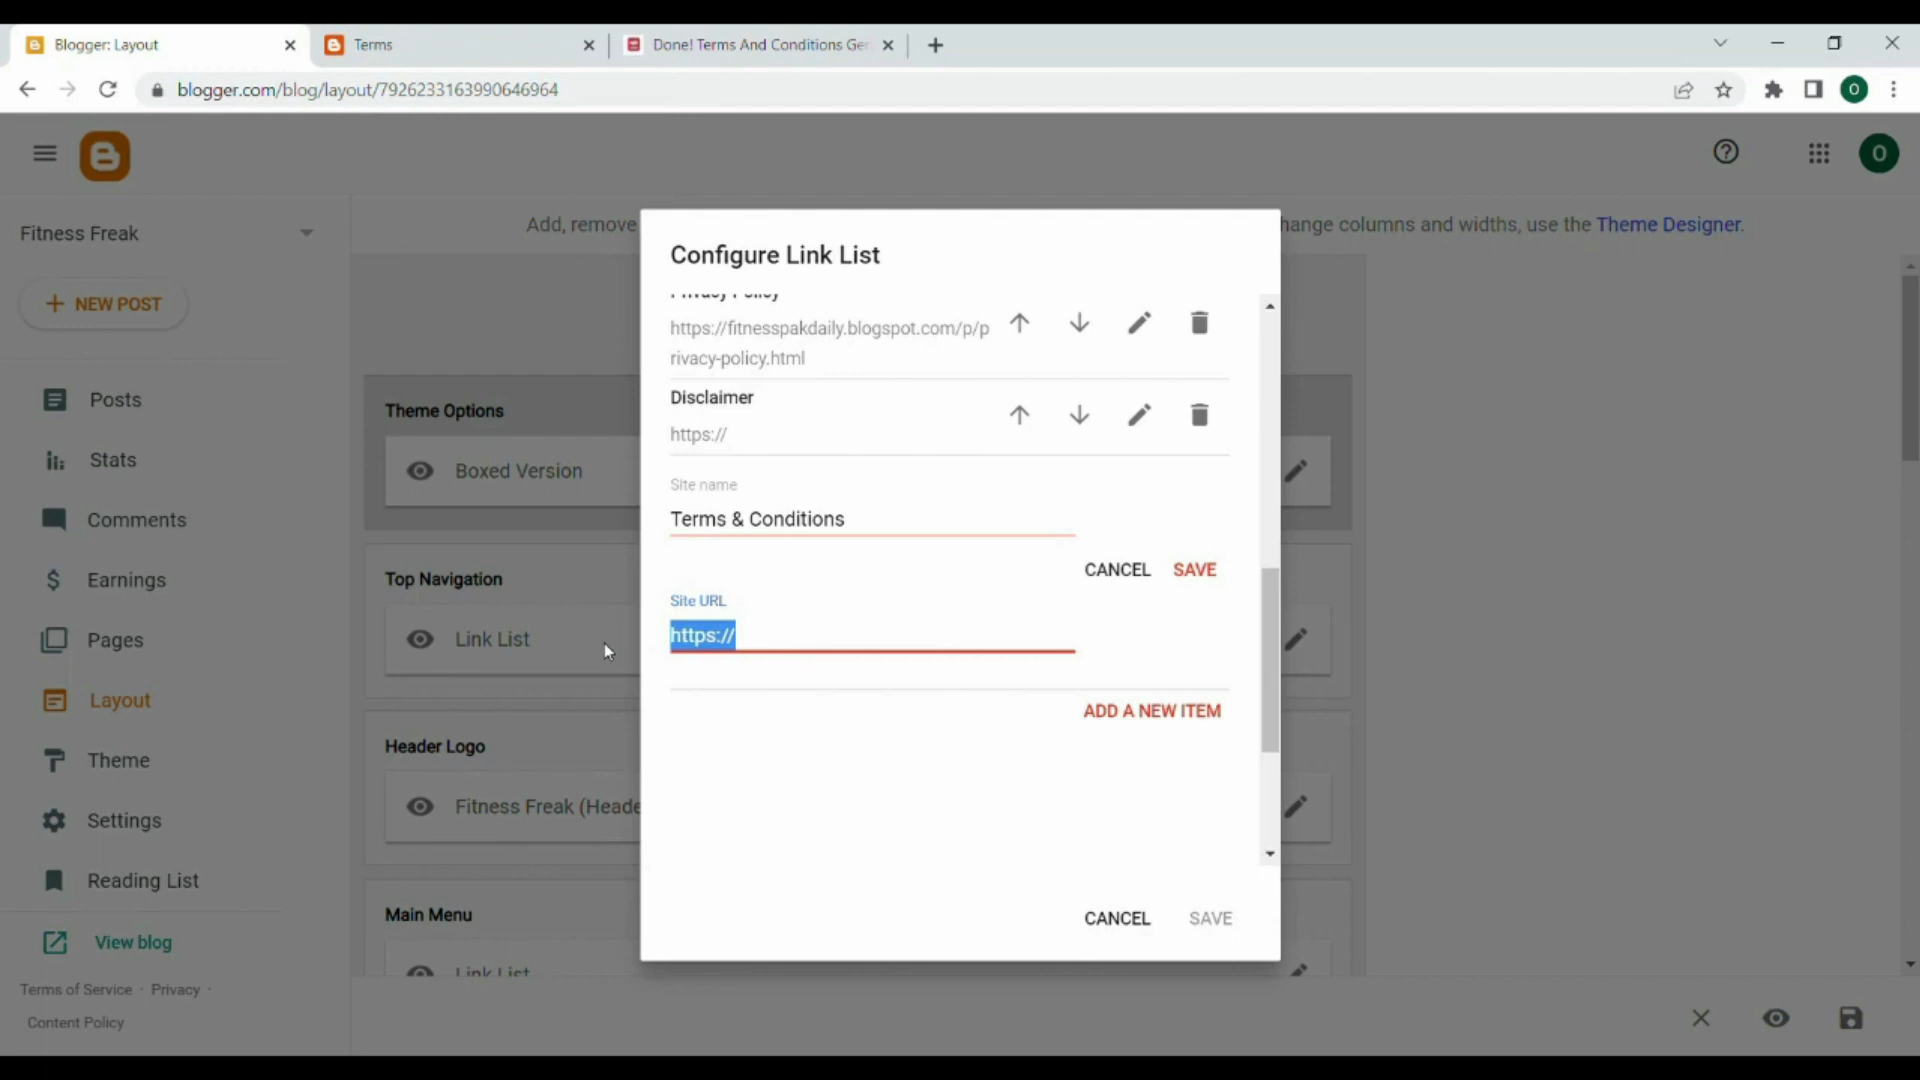 Blogger: Layout
Terms
Done! Terms And Conditions Ger
blogger.com/blog/layout/7926233163990646964
Fitness Freak
Add, remove
hange columns and widths, use the Theme Designer.
NEW POST
Posts
Stats
Comments
Earnings
Pages
Layout
Theme
Settings
Reading List
View blog
Terms of Service · Privacy ·
Content Policy
Theme Options
Boxed Version
Top Navigation
Link List
Header Logo
Fitness Freak (Heade
Main Menu
Link List
Configure Link List
Privacy Policy
https://fitnesspakdaily.blogspot.com/p/p
rivacy-policy.html
Disclaimer
https://
Site name
Terms & Conditions
CANCEL SAVE
Site URL
https://
ADD A NEW ITEM
CANCEL SAVE
O
O